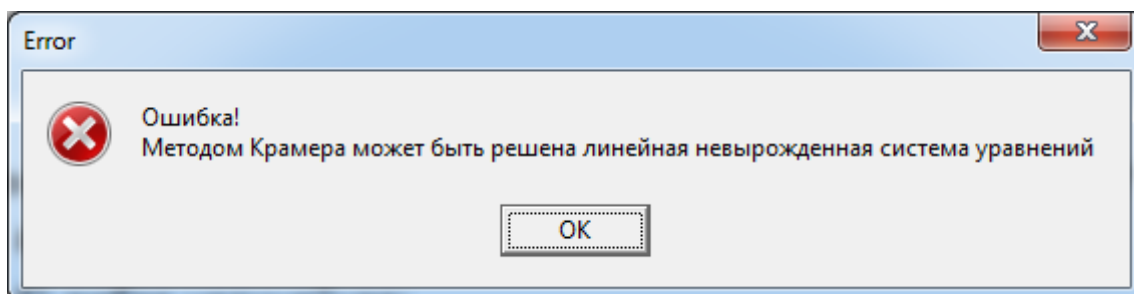 Error
Ошибка!
Методом Крамера может быть решена линейная невырожденная система уравнений
OK